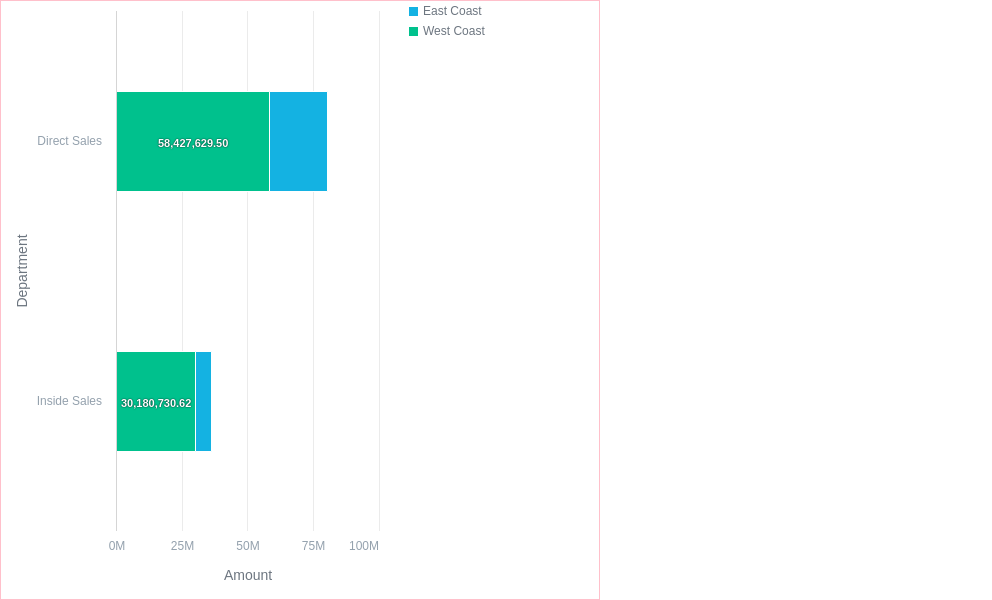 East Coast
West Coast
Direct Sales
58,427,629.50
Department
Inside Sales
30,180,730.62
0M 25M 50M 75M 100M
Amount